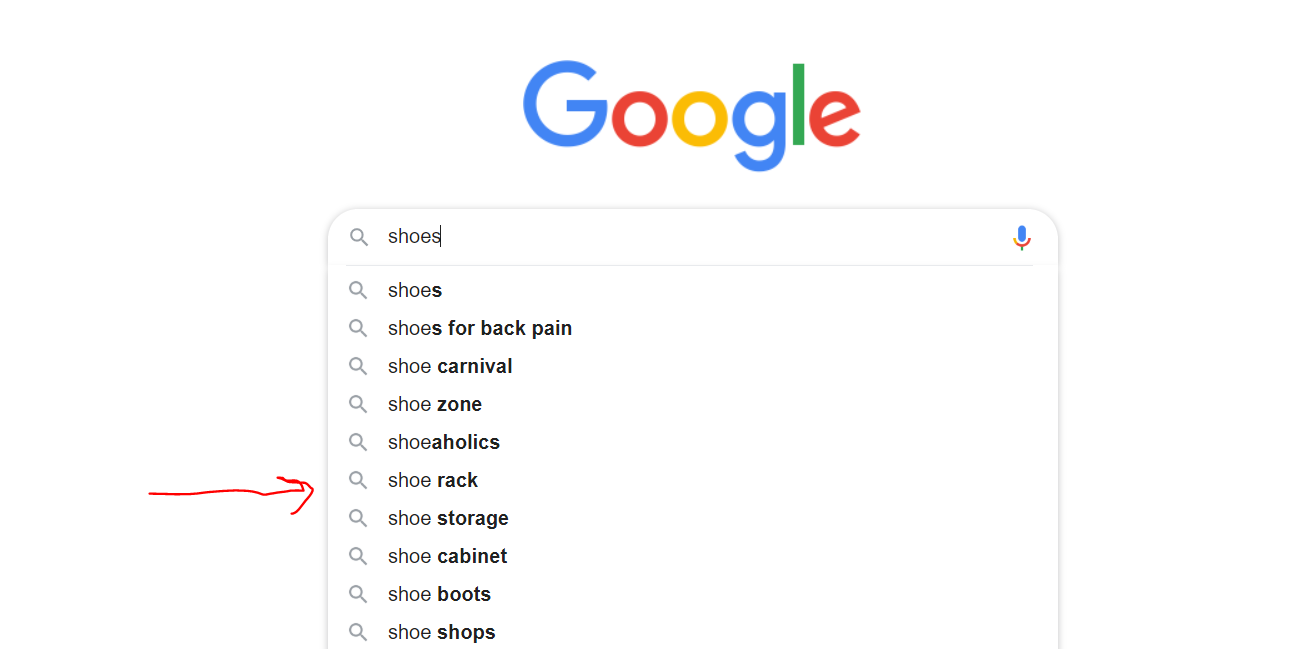 Google
shoes
shoes
shoes for back pain
shoe carnival
shoe zone
shoeaholics
shoe rack
shoe storage
shoe cabinet
shoe boots
shoe shops